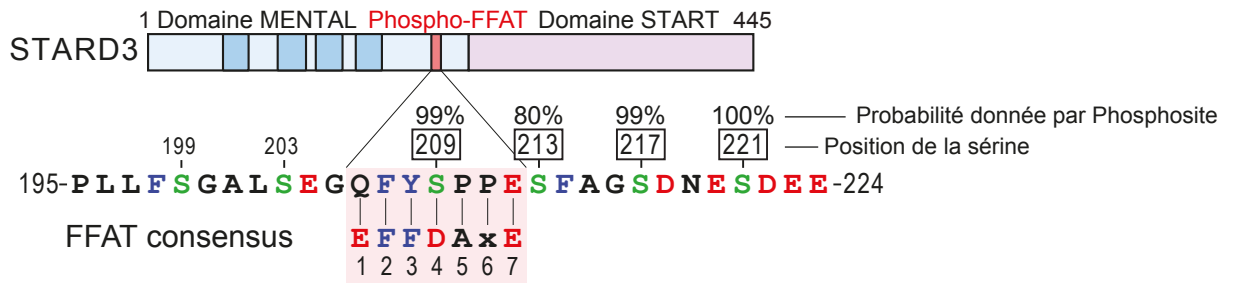 1 Domaine MENTAL Phospho-FFAT Domaine START 445
STARD3
99% 80% 99% 100% Probabilité donnée par Phosphosite
199 203 209 213 217 221 Position de la sérine
195-PLLFSGALSEGQFYSPPESFAGSDNESDEE-224
FFAT consensus EFFDAxE
1 2 3 4 5 6 7